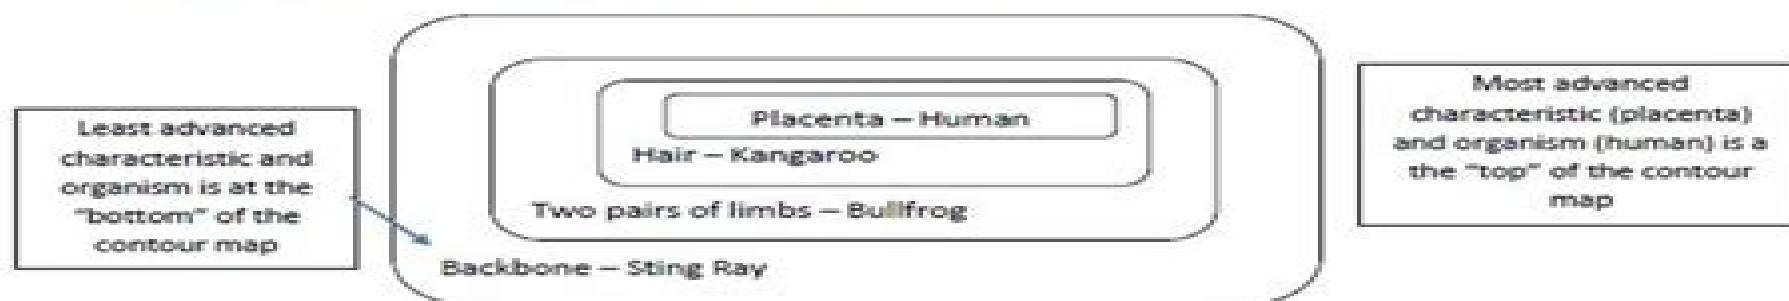 Least advanced
characteristic and
organism is at the
"bottom" of the
contour map
Placenta – Human
Hair – Kangaroo
Two pairs of limbs – Bullfrog
Backbone – Sting Ray
Most advanced
characteristic (placenta)
and organism (human) is a
the "top" of the contour
map